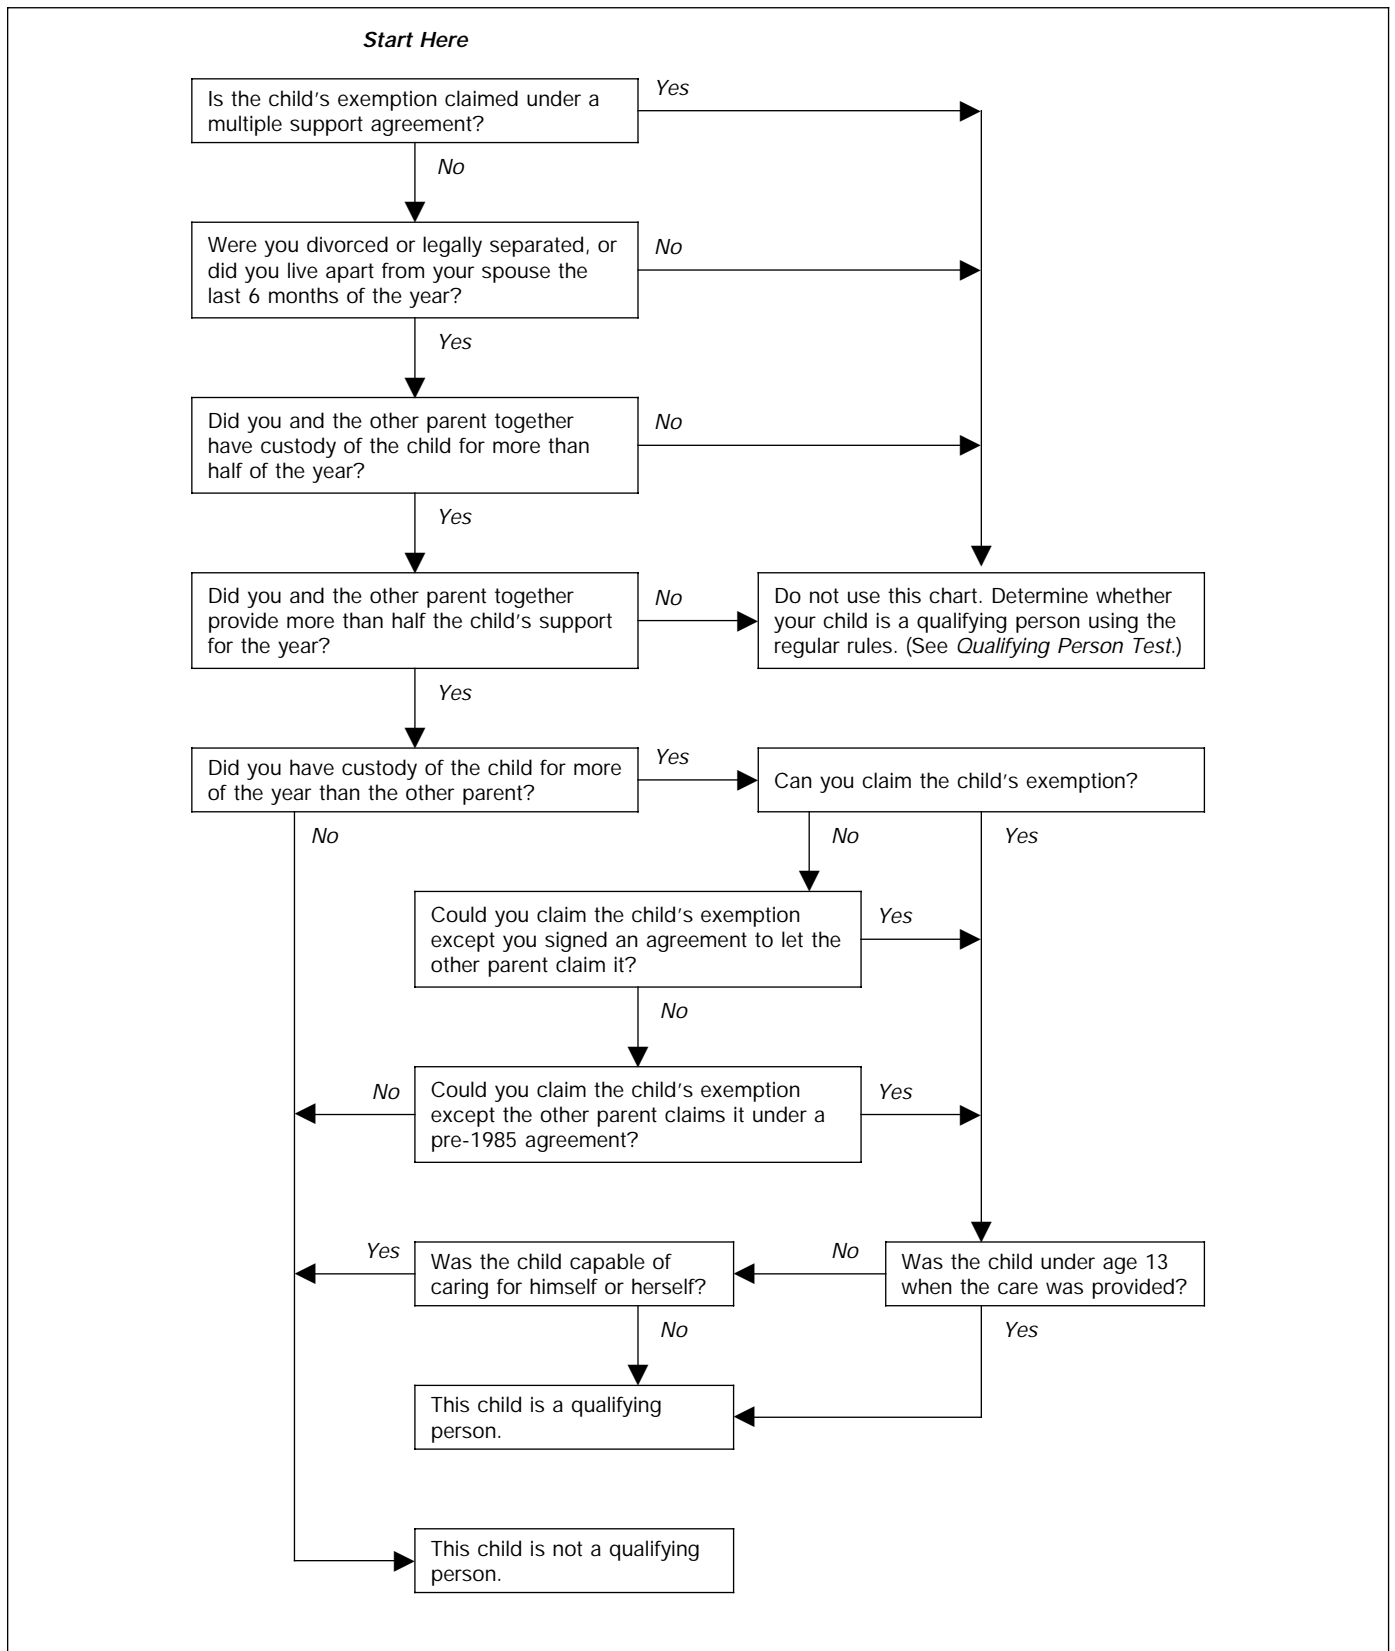 Start Here
Is the child's exemption claimed under a
multiple support agreement?
Yes
No
Were you divorced or legally separated, or
did you live apart from your spouse the
last 6 months of the year?
No
Yes
Did you and the other parent together
have custody of the child for more than
half of the year?
No
Yes
Did you and the other parent together
provide more than half the child's support
for the year?
No
Do not use this chart. Determine whether
your child is a qualifying person using the
regular rules. (See Qualifying Person Test.)
Yes
Did you have custody of the child for more
of the year than the other parent?
Yes
Can you claim the child's exemption?
No
No
Yes
Could you claim the child's exemption
except you signed an agreement to let the
other parent claim it?
Yes
No
No
Could you claim the child's exemption
except the other parent claims it under a
pre-1985 agreement?
Yes
Yes
Was the child capable of
caring for himself or herself?
No
Was the child under age 13
when the care was provided?
No
Yes
This child is a qualifying
person.
This child is not a qualifying
person.